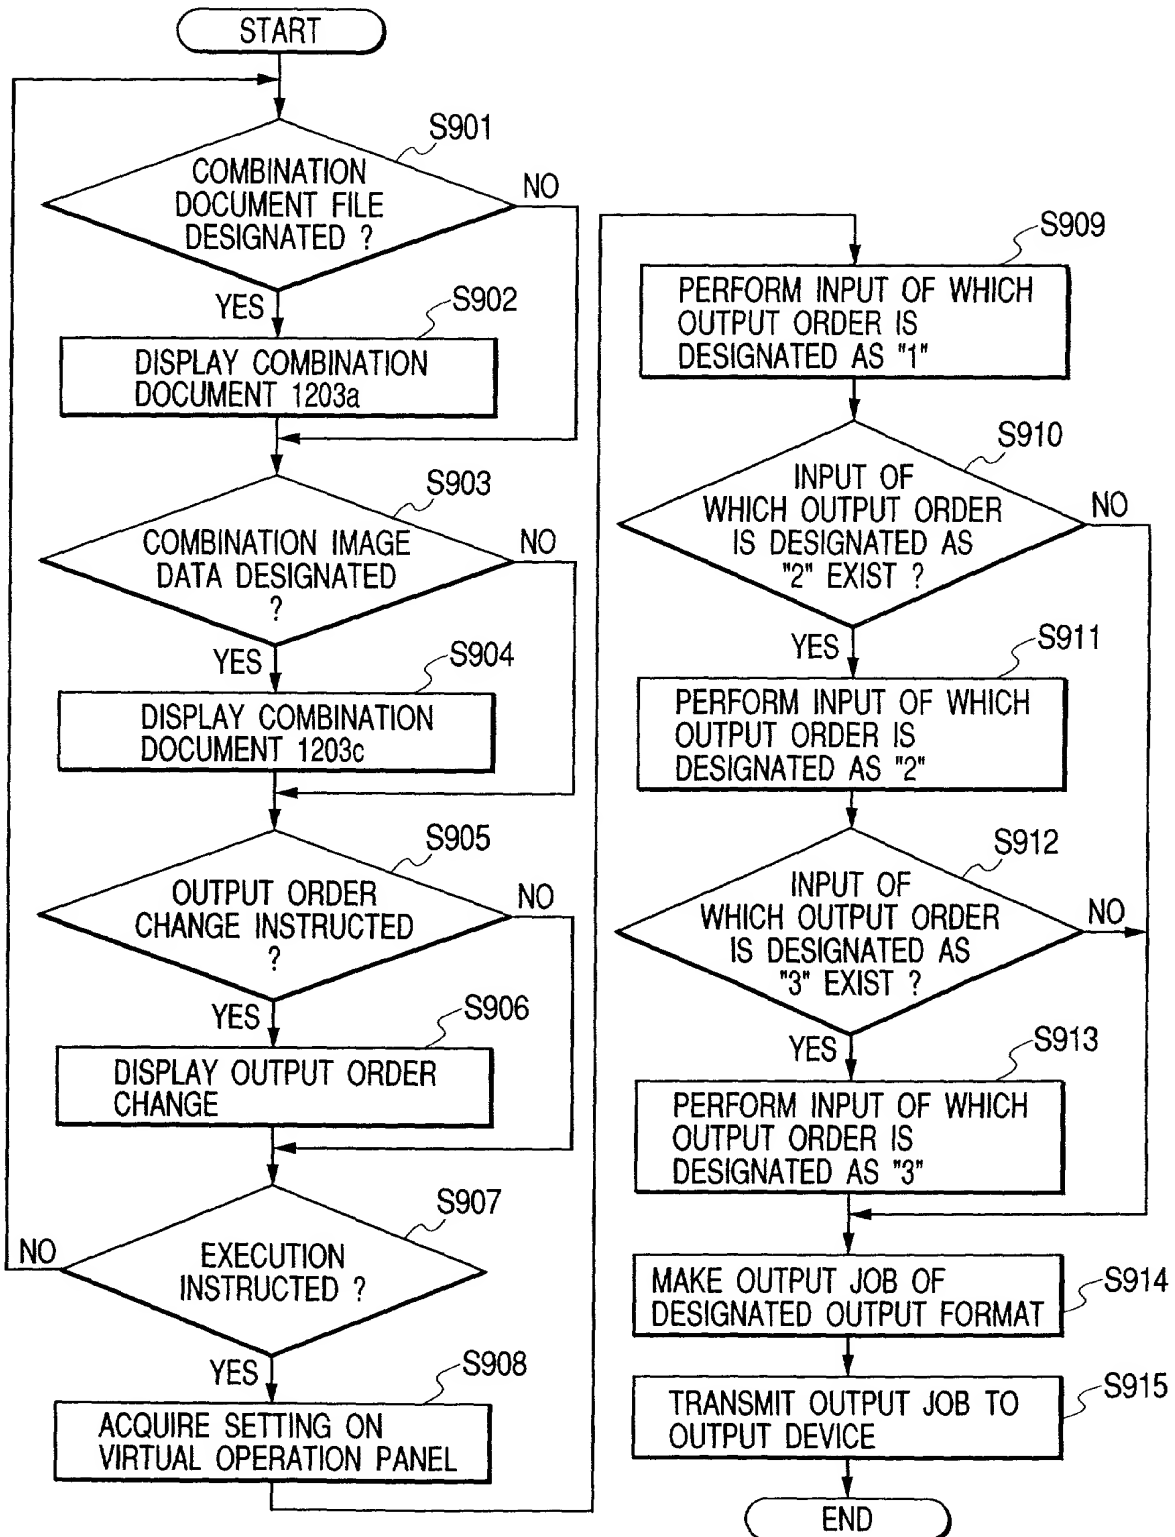 START
S901
COMBINATION
DOCUMENT FILE
DESIGNATED ?
NO
YES
S902
DISPLAY COMBINATION
DOCUMENT 1203a
S903
COMBINATION IMAGE
DATA DESIGNATED
?
NO
YES
S904
DISPLAY COMBINATION
DOCUMENT 1203c
S905
OUTPUT ORDER
CHANGE INSTRUCTED
?
NO
YES
S906
DISPLAY OUTPUT ORDER
CHANGE
S907
EXECUTION
INSTRUCTED ?
NO
YES
S908
ACQUIRE SETTING ON
VIRTUAL OPERATION PANEL
S909
PERFORM INPUT OF WHICH
OUTPUT ORDER IS
DESIGNATED AS "1"
S910
INPUT OF
WHICH OUTPUT ORDER
IS DESIGNATED AS
"2" EXIST ?
NO
YES
S911
PERFORM INPUT OF WHICH
OUTPUT ORDER IS
DESIGNATED AS "2"
S912
INPUT OF
WHICH OUTPUT ORDER
IS DESIGNATED AS
"3" EXIST ?
NO
YES
S913
PERFORM INPUT OF WHICH
OUTPUT ORDER IS
DESIGNATED AS "3"
S914
MAKE OUTPUT JOB OF
DESIGNATED OUTPUT FORMAT
S915
TRANSMIT OUTPUT JOB TO
OUTPUT DEVICE
END